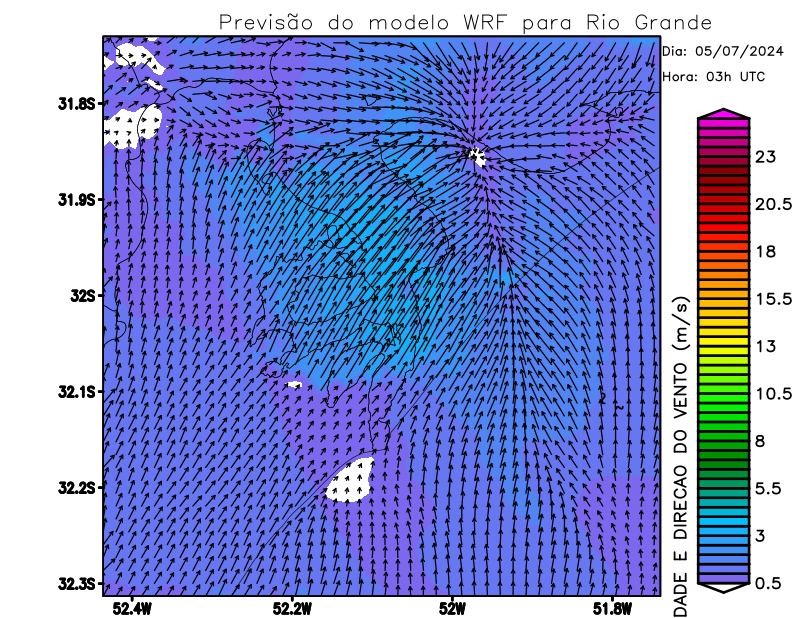 Previsão do modelo WRF para Rio Grande
Dia: 05/07/2024
Hora: 03h UTC
31.8S
31.9S
32S
32.1S
32.2S
32.3S
52.4W
52.2W
52W
51.8W
23
20.5
18
15.5
13
10.5
8
5.5
3
0.5
DADE E DIRECAO DO VENTO (m/s)